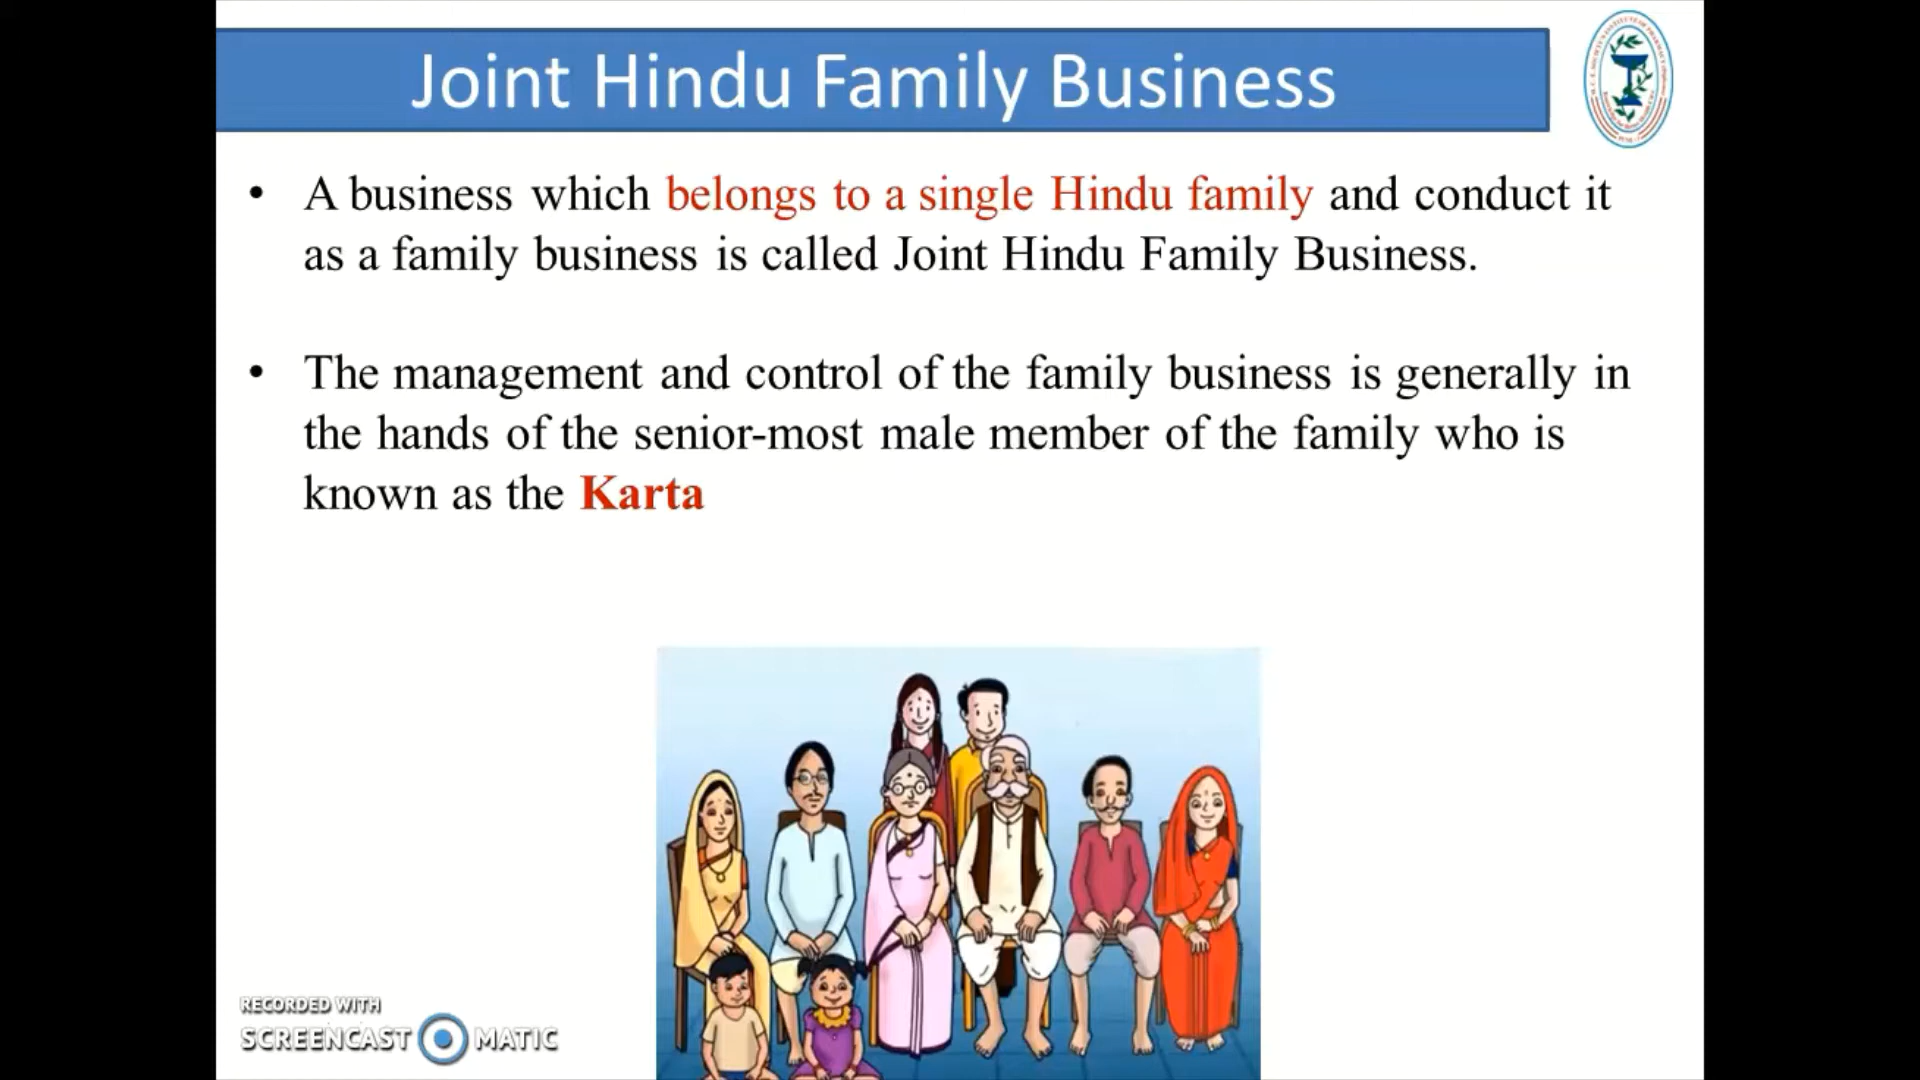 Joint Hindu Family Business
• A business which belongs to a single Hindu family and conduct it
as a family business is called Joint Hindu Family Business.
• The management and control of the family business is generally in
the hands of the senior-most male member of the family who is
known as the Karta
RECORDED WITH
SCREENCAST MATIC